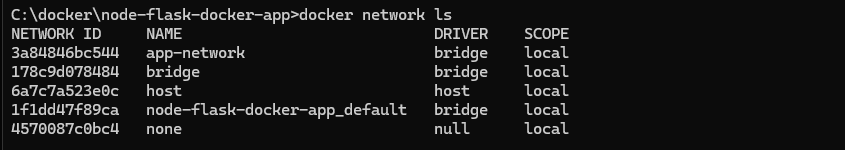 C:\docker\node-flask-docker-app>docker network ls
NETWORK ID     NAME                            DRIVER    SCOPE
3a84846bc544   app-network                     bridge    local
178c9d078484   bridge                          bridge    local
6a7c7a523e0c   host                            host      local
1f1dd47f89ca   node-flask-docker-app_default   bridge    local
4570087c0bc4   none                            null      local